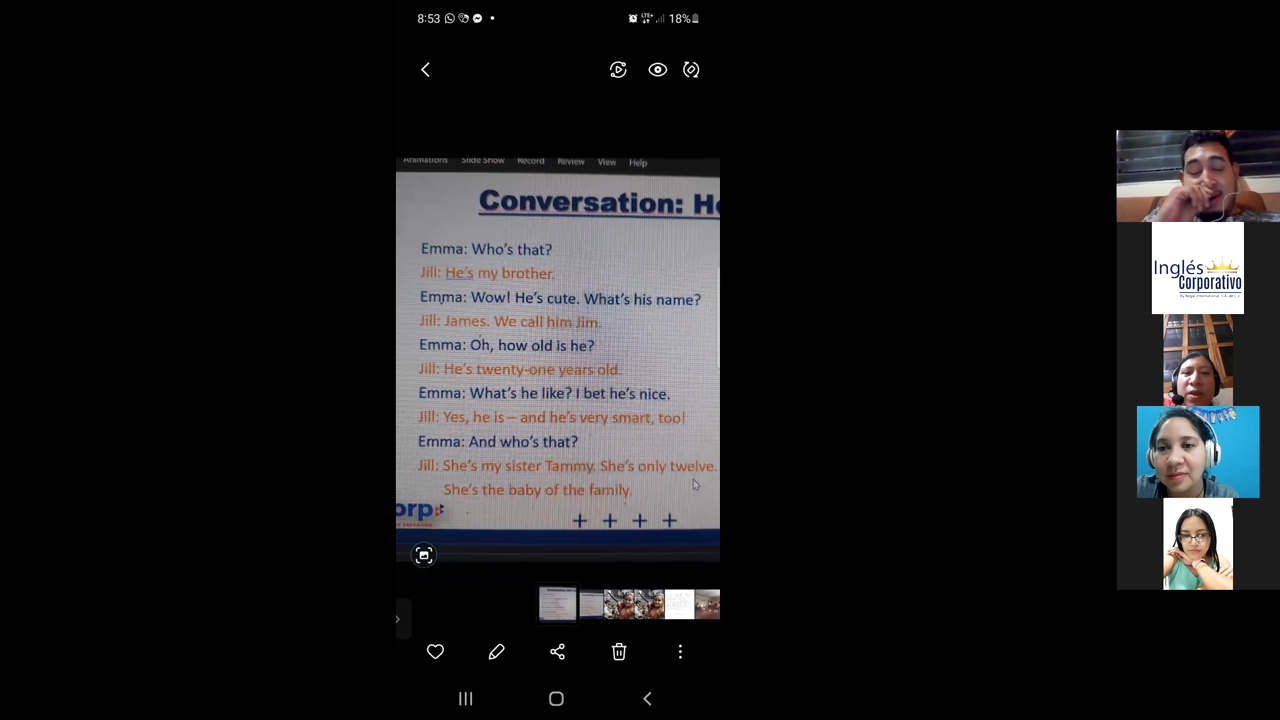 8:53
LTE+
18%
Animations Slide Show Record Review View Help
Conversation:
Emma: Who's that?
Jill: He's my brother.
Emma: Wow! He's cute. What's his name?
Jill: James. We call him Jim.
Emma: Oh, how old is he?
Jill: He's twenty-one years old.
Emma: What's he like? I bet he's nice.
Jill: Yes, he is – and he's very smart, too!
Emma: And who's that?
Jill: She's my sister Tammy. She's only twelve.
She's the baby of the family.
orp
+ + + +
Inglés
Corporativo